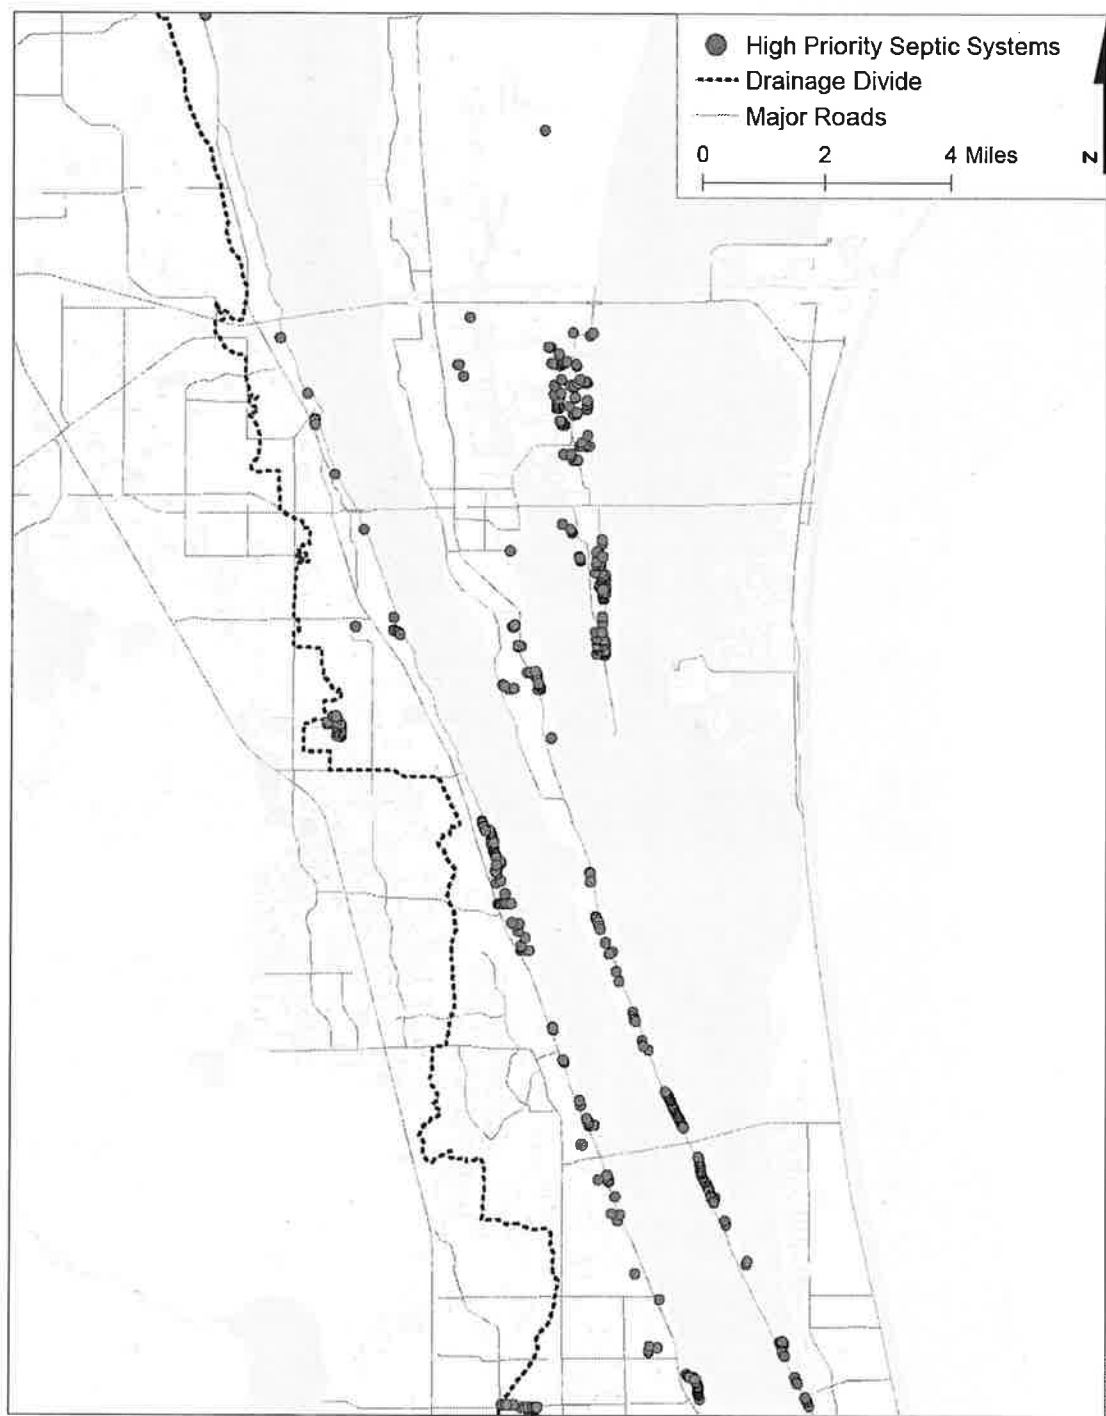 High Priority Septic Systems
Drainage Divide
Major Roads
0 2 4 Miles
N